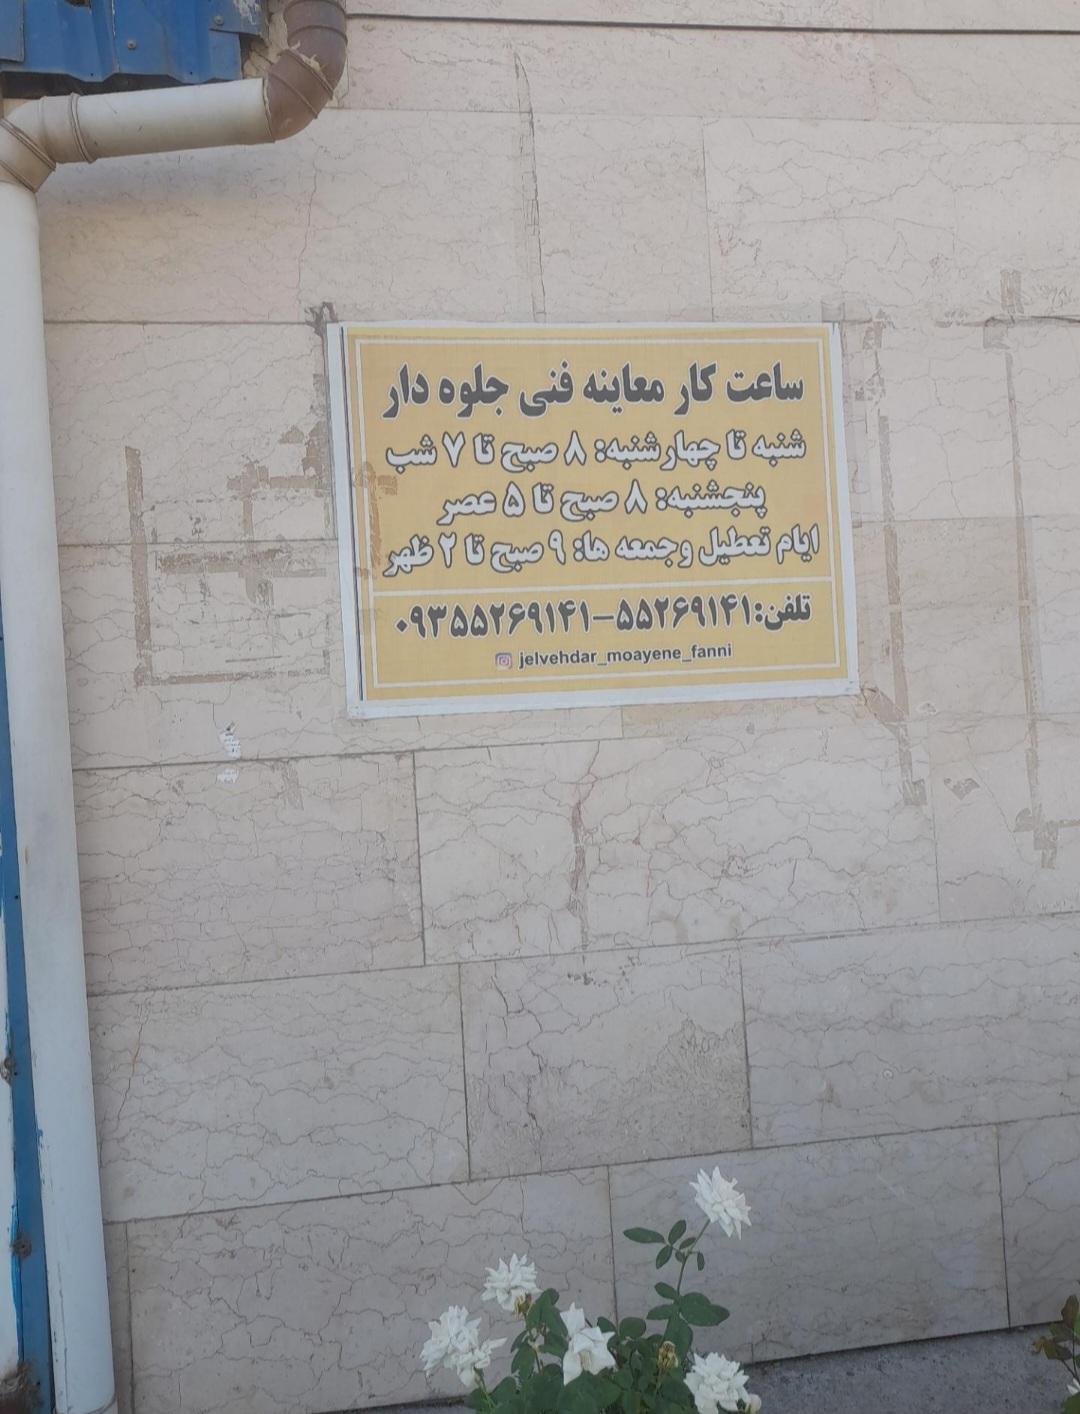 ساعت کار معاینه فنی جلوه دار
شنبه تا چهارشنبه: ۸ صبح تا ۷ شب
پنجشنبه: ۸ صبح تا ۵ عصر
ایام تعطیل وجمعه ها: ۹ صبح تا ۲ ظهر
تلفن:۵۵۲۶۹۱۴۱–۰۹۳۵۵۲۶۹۱۴۱
jelvehdar_moayene_fanni